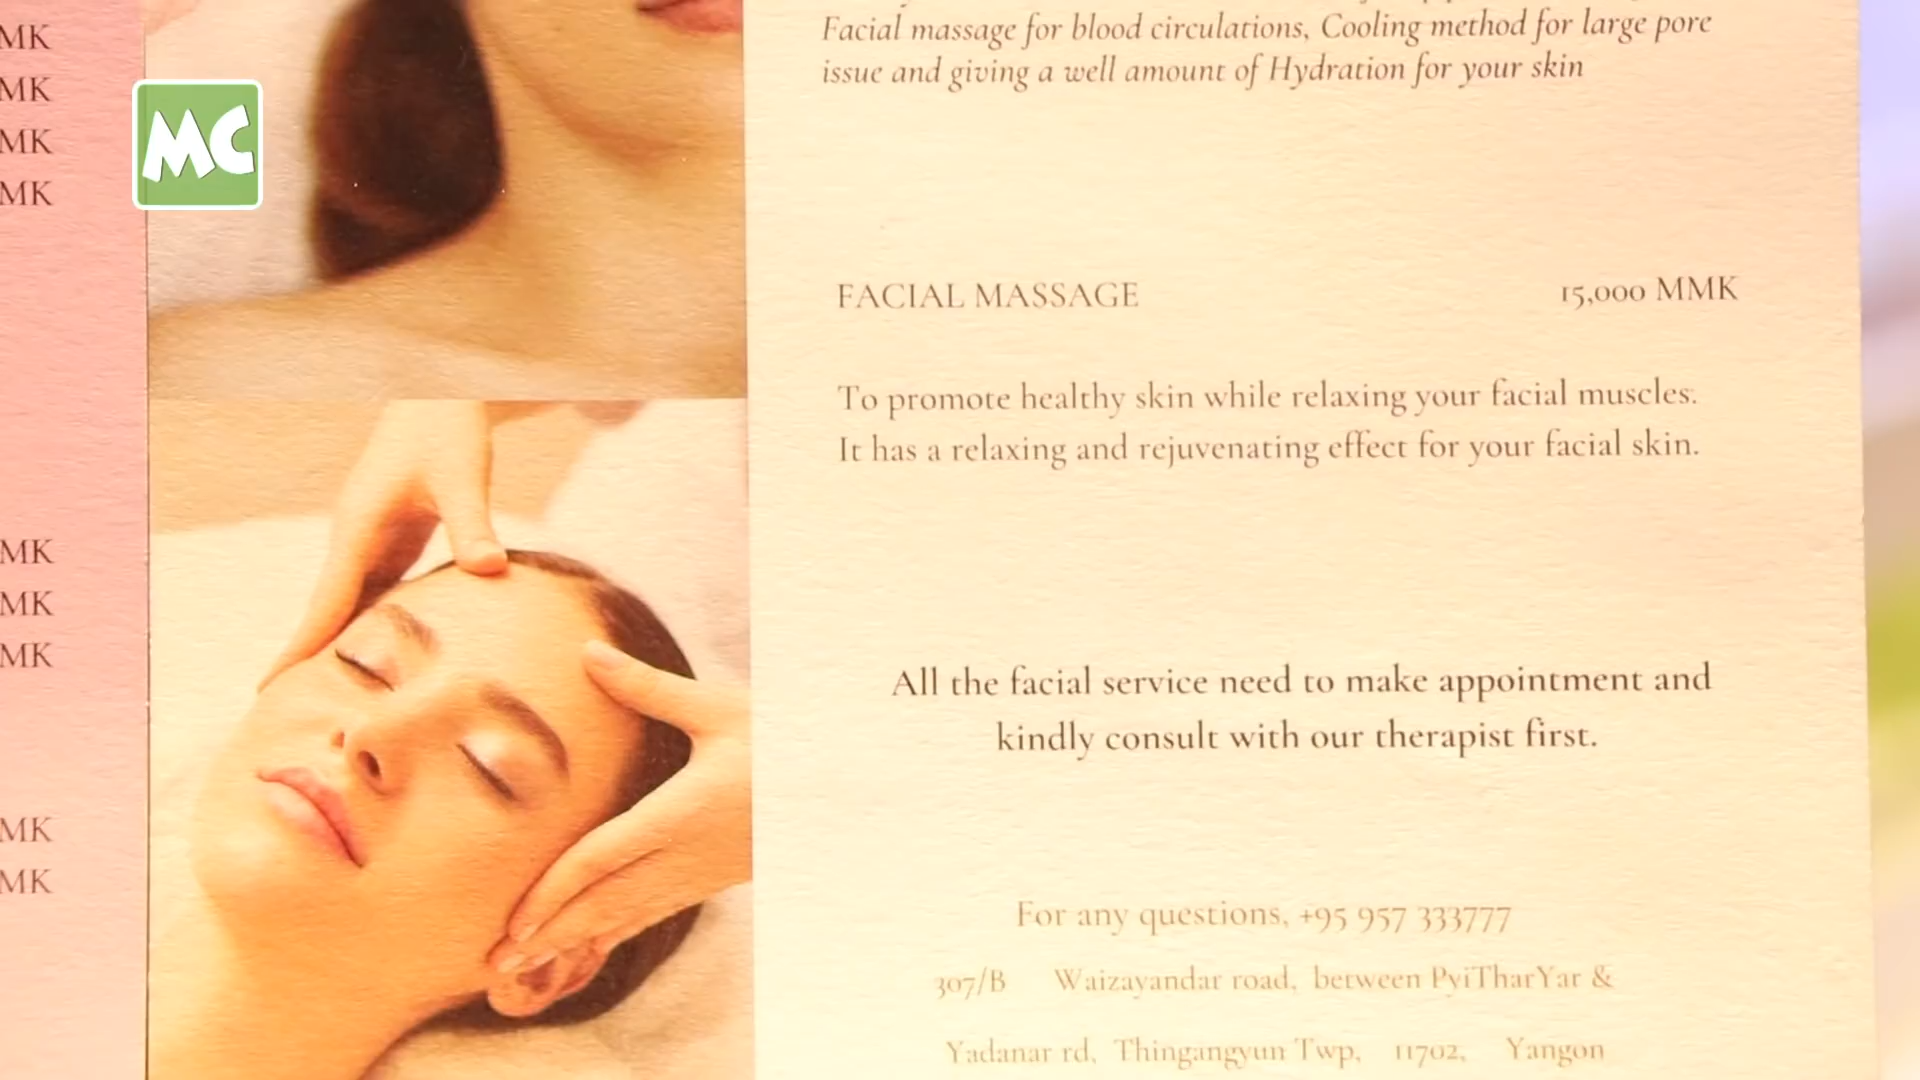 MK
MK
MK
MK
MK
MK
MK
MK
MK
MC
Facial massage for blood circulations, Cooling method for large pore
issue and giving a well amount of Hydration for your skin
FACIAL MASSAGE 15,000 MMK
To promote healthy skin while relaxing your facial muscles.
It has a relaxing and rejuvenating effect for your facial skin.
All the facial service need to make appointment and
kindly consult with our therapist first.
For any questions, +95 957 333777
307/B Waizayandar road, between PyiTharYar &
Yadanar rd, Thingangyun Twp, 11702, Yangon